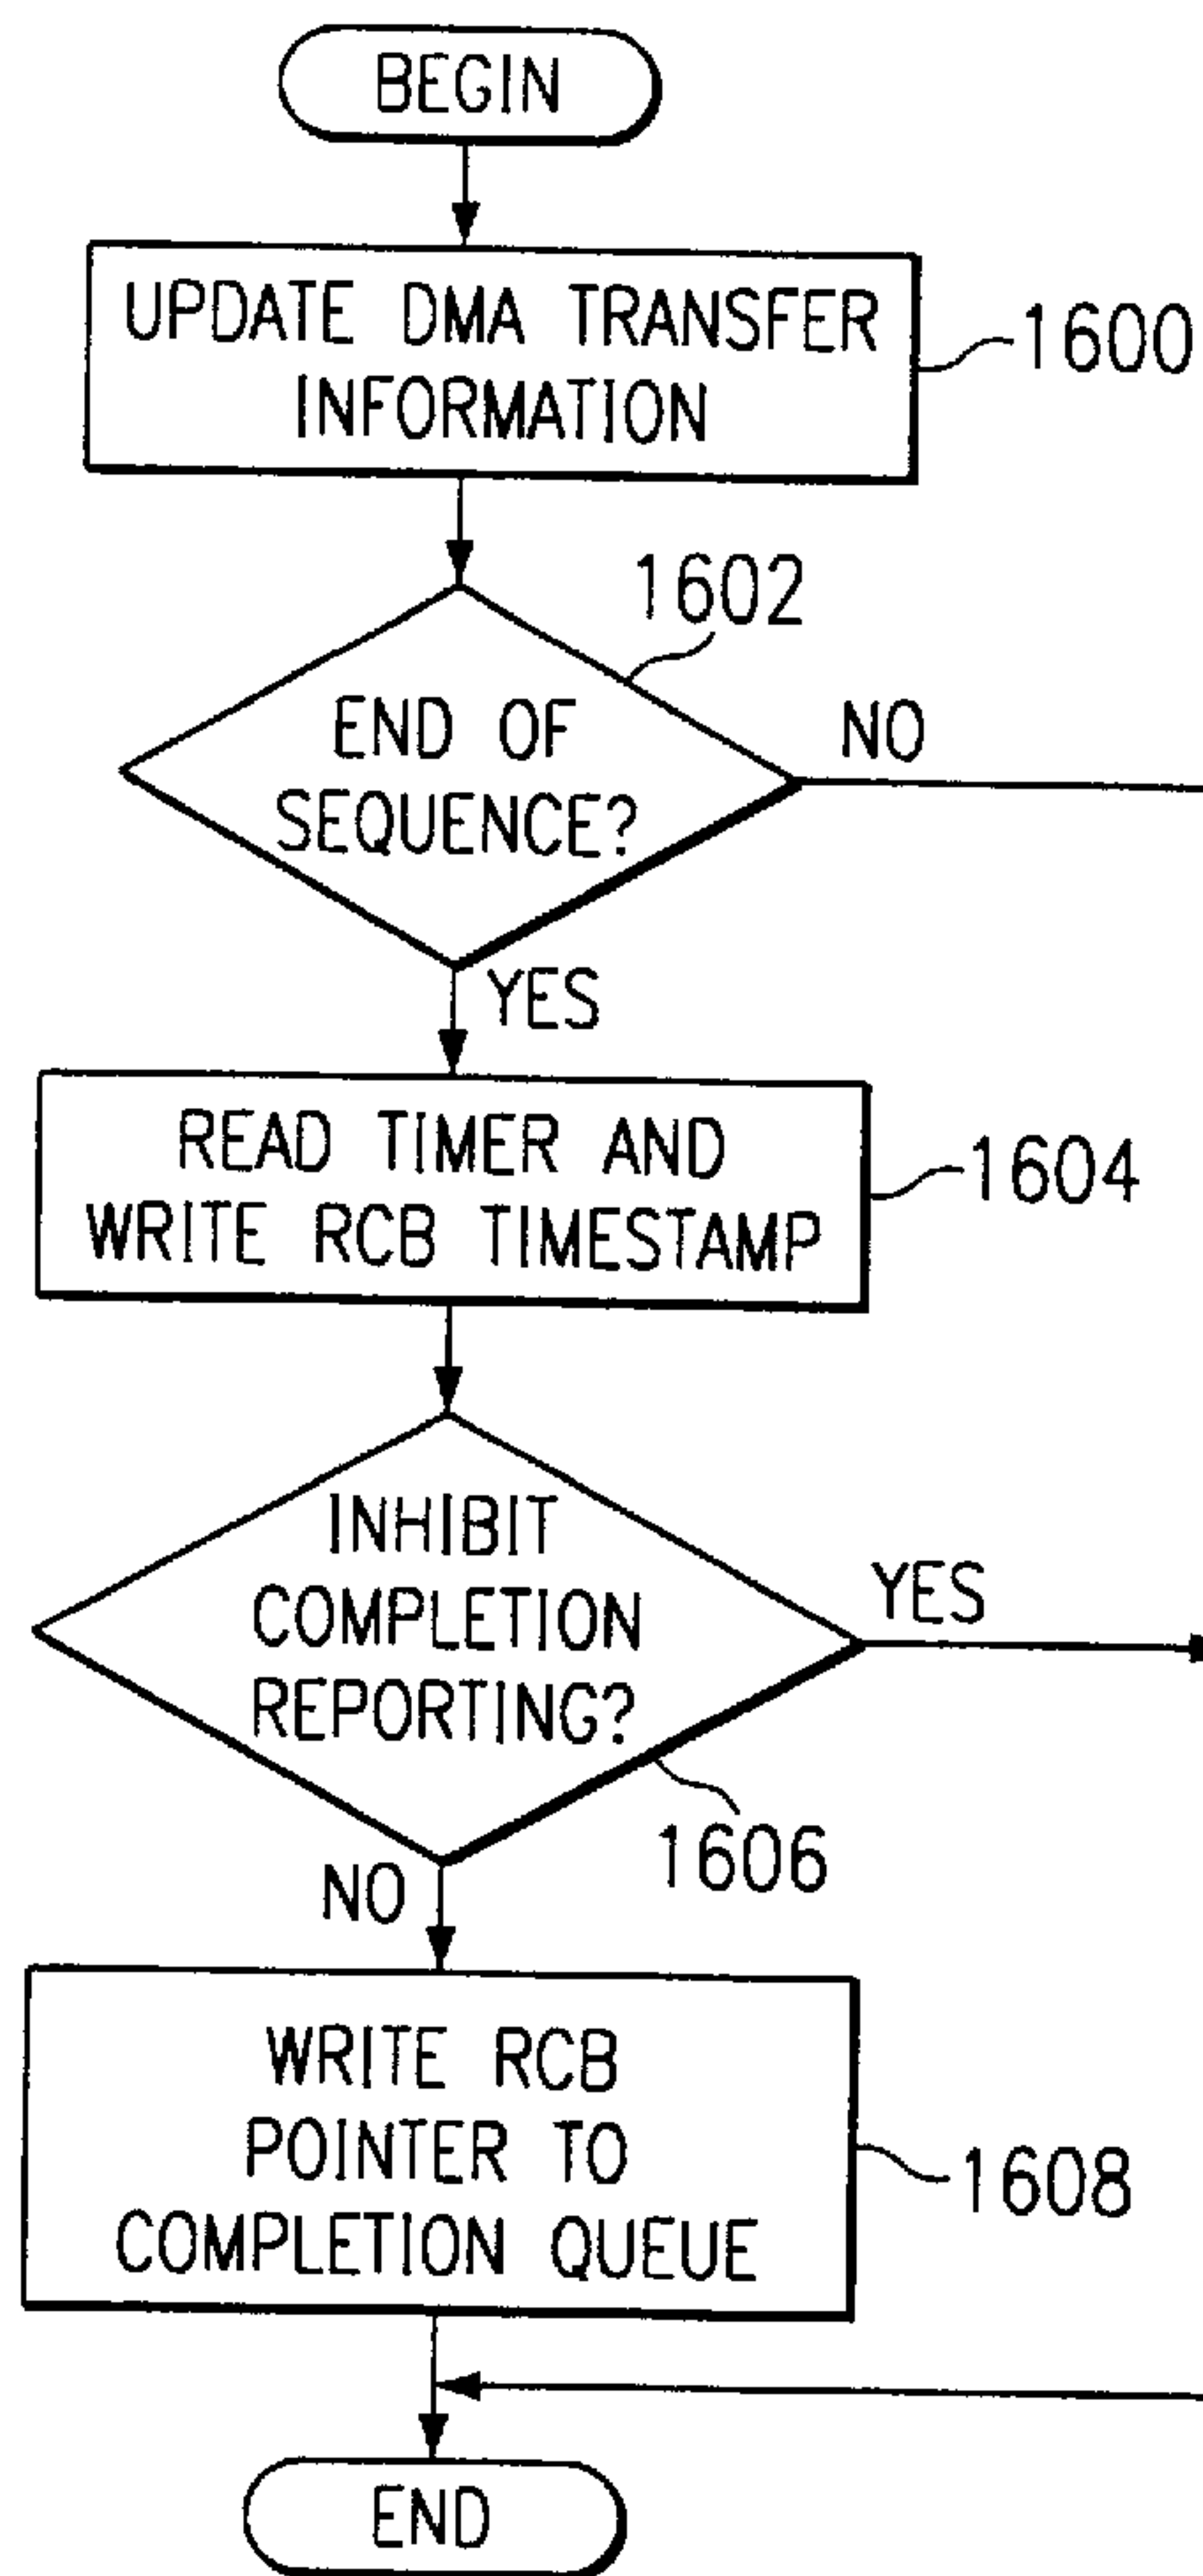 BEGIN
UPDATE DMA TRANSFER
INFORMATION
1600
1602
END OF
SEQUENCE?
NO
YES
READ TIMER AND
WRITE RCB TIMESTAMP
1604
INHIBIT
COMPLETION
REPORTING?
YES
1606
NO
WRITE RCB
POINTER TO
COMPLETION QUEUE
1608
END